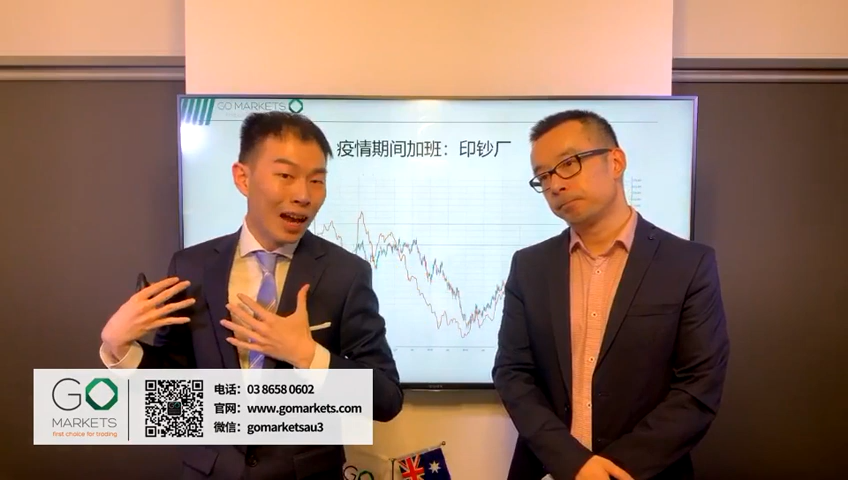 GO MARKETS
疫情期间加班：印钞厂
GO
MARKETS
first choice for trading
电话： 03 8658 0602
官网： www.gomarkets.com
微信： gomarketsau3
GO